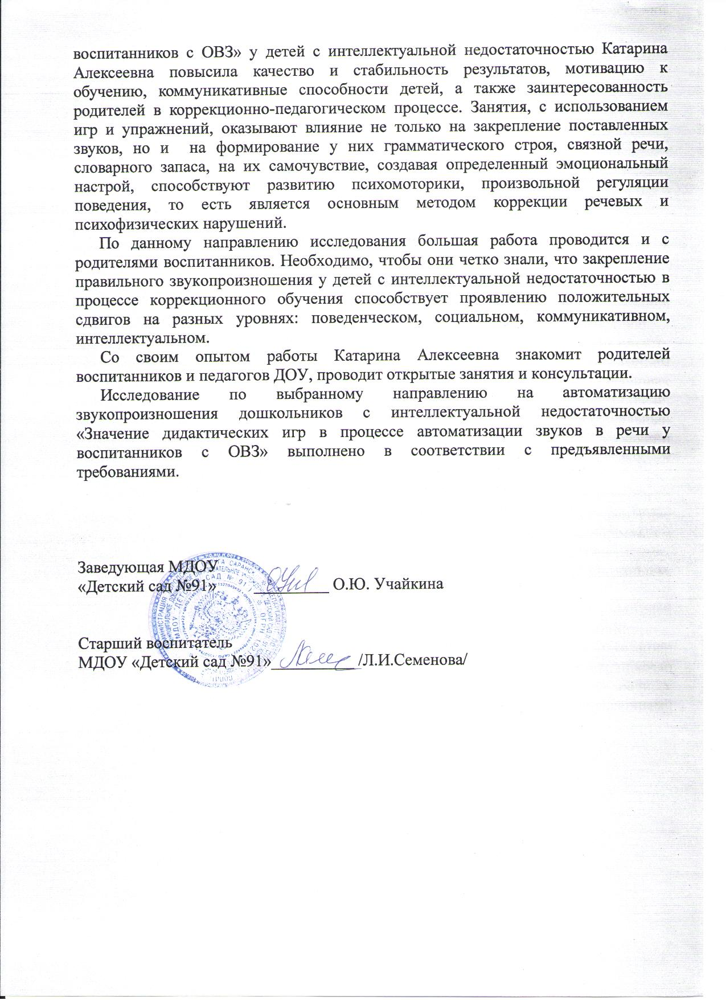 воспитанников с ОВЗ» у детей с интеллектуальной недостаточностью Катарина
Алексеевна повысила качество и стабильность результатов, мотивацию к
обучению, коммуникативные способности детей, а также заинтересованность
родителей в коррекционно-педагогическом процессе. Занятия, с использованием
игр и упражнений, оказывают влияние не только на закрепление поставленных
звуков, но и на формирование у них грамматического строя, связной речи,
словарного запаса, на их самочувствие, создавая определенный эмоциональный
настрой, способствуют развитию психомоторики, произвольной регуляции
поведения, то есть является основным методом коррекции речевых и
психофизических нарушений.
По данному направлению исследования большая работа проводится и с
родителями воспитанников. Необходимо, чтобы они четко знали, что закрепление
правильного звукопроизношения у детей с интеллектуальной недостаточностью в
процессе коррекционного обучения способствует проявлению положительных
сдвигов на разных уровнях: поведенческом, социальном, коммуникативном,
интеллектуальном.
Со своим опытом работы Катарина Алексеевна знакомит родителей
воспитанников и педагогов ДОУ, проводит открытые занятия и консультации.
Исследование по выбранному направлению на автоматизацию
звукопроизношения дошкольников с интеллектуальной недостаточностью
«Значение дидактических игр в процессе автоматизации звуков в речи у
воспитанников с ОВЗ» выполнено в соответствии с предъявленными
требованиями.
Заведующая МДОУ
«Детский сад №91» __________ О.Ю. Учайкина
Старший воспитатель
МДОУ «Детский сад №91»___________/Л.И.Семенова/